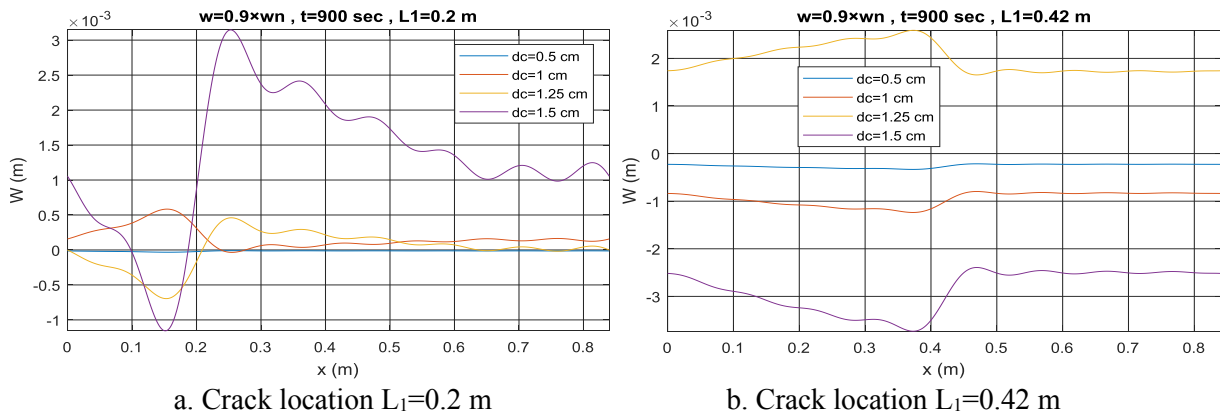 w=0.9×wn , t=900 sec , L1=0.2 m
×10⁻³
3
2.5
2
1.5
1
0.5
0
-0.5
-1
W (m)
dc=0.5 cm
dc=1 cm
dc=1.25 cm
dc=1.5 cm
0 0.1 0.2 0.3 0.4 0.5 0.6 0.7 0.8
x (m)
a. Crack location L₁=0.2 m
w=0.9×wn , t=900 sec , L1=0.42 m
×10⁻³
2
1
0
-1
-2
-3
W (m)
dc=0.5 cm
dc=1 cm
dc=1.25 cm
dc=1.5 cm
0 0.1 0.2 0.3 0.4 0.5 0.6 0.7 0.8
x (m)
b. Crack location L₁=0.42 m